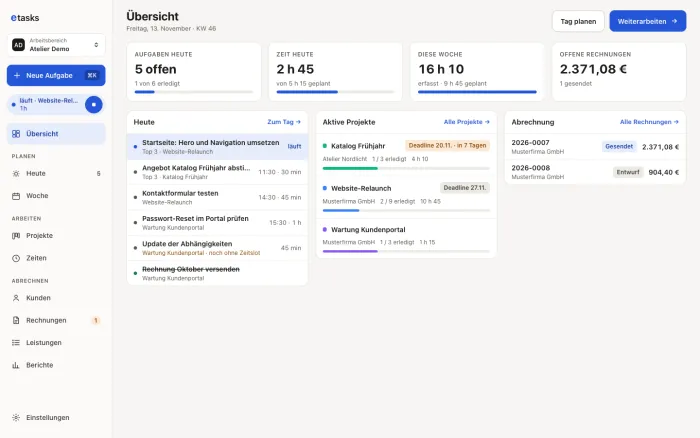 etasks
AD
Arbeitsbereich
Atelier Demo
+ Neue Aufgabe ⌘K
läuft · Website-Rel...
1h
Übersicht
PLANEN
Heute 5
Woche
ARBEITEN
Projekte
Zeiten
ABRECHNEN
Kunden
Rechnungen 1
Leistungen
Berichte
Einstellungen
Übersicht
Freitag, 13. November · KW 46
Tag planen
Weiterarbeiten →
AUFGABEN HEUTE
5 offen
1 von 6 erledigt
ZEIT HEUTE
2 h 45
von 5 h 15 geplant
DIESE WOCHE
16 h 10
erfasst · 9 h 45 geplant
OFFENE RECHNUNGEN
2.371,08 €
1 gesendet
Heute Zum Tag →
Startseite: Hero und Navigation umsetzen läuft
Top 3 · Website-Relaunch
Angebot Katalog Frühjahr absti... 11:30 · 30 min
Top 3 · Katalog Frühjahr
Kontaktformular testen 14:30 · 45 min
Website-Relaunch
Passwort-Reset im Portal prüfen 15:30 · 1 h
Wartung Kundenportal
Update der Abhängigkeiten 45 min
Wartung Kundenportal · noch ohne Zeitslot
Rechnung Oktober versenden
Wartung Kundenportal
Aktive Projekte Alle Projekte →
Katalog Frühjahr Deadline 20.11. · in 7 Tagen
Atelier Nordlicht 1 / 3 erledigt 4 h 10
Website-Relaunch Deadline 27.11.
Musterfirma GmbH 2 / 9 erledigt 10 h 45
Wartung Kundenportal
Musterfirma GmbH 1 / 3 erledigt 1 h 15
Abrechnung Alle Rechnungen →
2026-0007 Gesendet 2.371,08 €
Musterfirma GmbH
2026-0008 Entwurf 904,40 €
Musterfirma GmbH